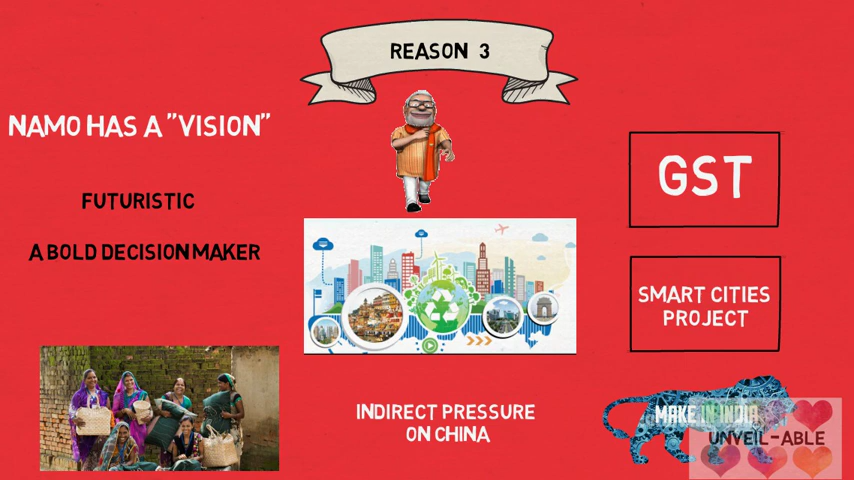 REASON 3
NAMO HAS A "VISION"
FUTURISTIC
A BOLD DECISION MAKER
GST
SMART CITIES
PROJECT
INDIRECT PRESSURE
ON CHINA
MAKE IN INDIA
UNVEIL-ABLE